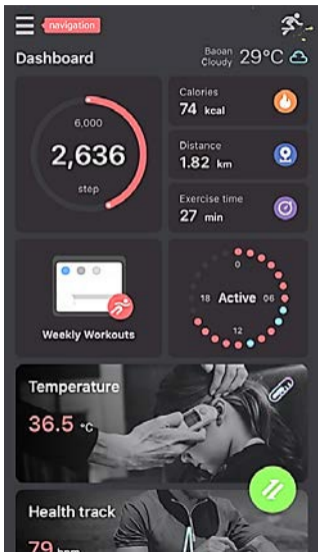 navigation
Dashboard
Baoan
Cloudy
29°C
6,000
2,636
step
Calories
74 kcal
Distance
1.82 km
Exercise time
27 min
Weekly Workouts
0
18 Active 06
12
Temperature
36.5 °C
Health track
79 bpm